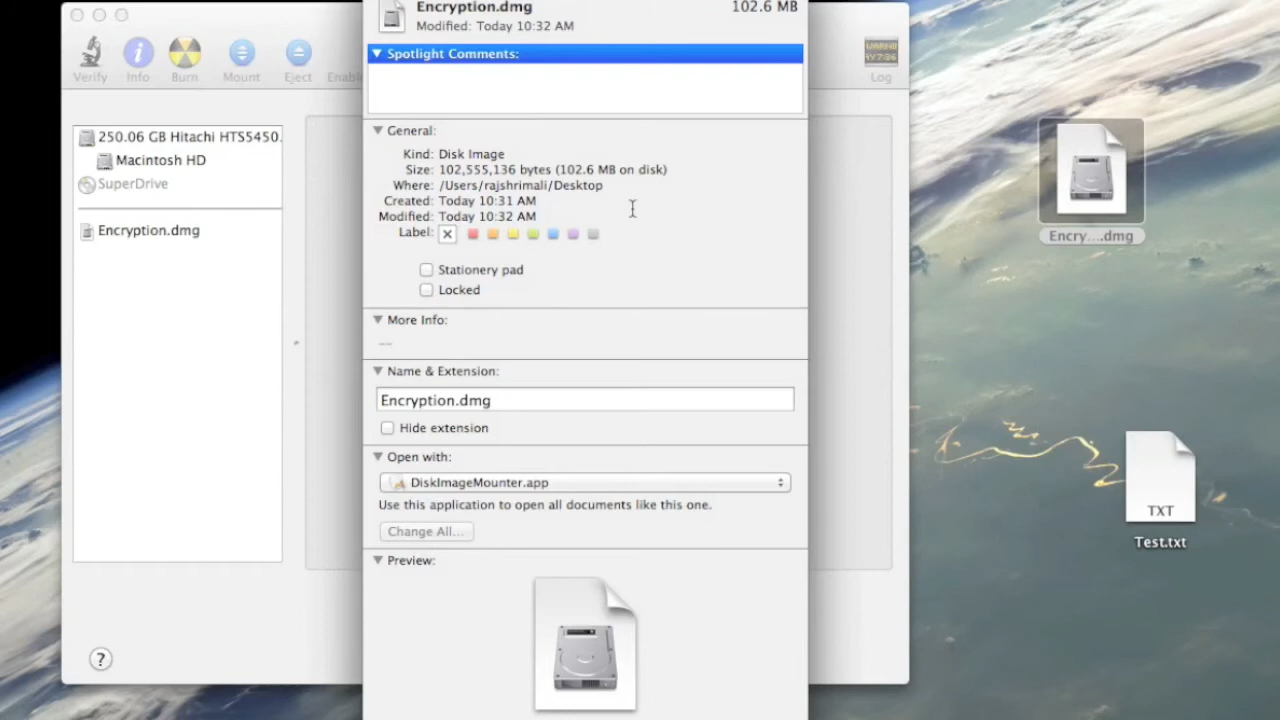 Encryption.dmg 102.6 MB
Modified: Today 10:32 AM
Verify Info Burn Mount Eject Log
Spotlight Comments:
250.06 GB Hitachi HTS5450.
Macintosh HD
SuperDrive
Encryption.dmg
General:
Kind: Disk Image
Size: 102,555,136 bytes (102.6 MB on disk)
Where: /Users/rajshrimali/Desktop
Created: Today 10:31 AM
Modified: Today 10:32 AM
Label:
Stationery pad
Locked
More Info:
--
Name & Extension:
Encryption.dmg
Hide extension
Open with:
DiskImageMounter.app
Use this application to open all documents like this one.
Change All...
Preview:
?
Encry....dmg
TXT
Test.txt